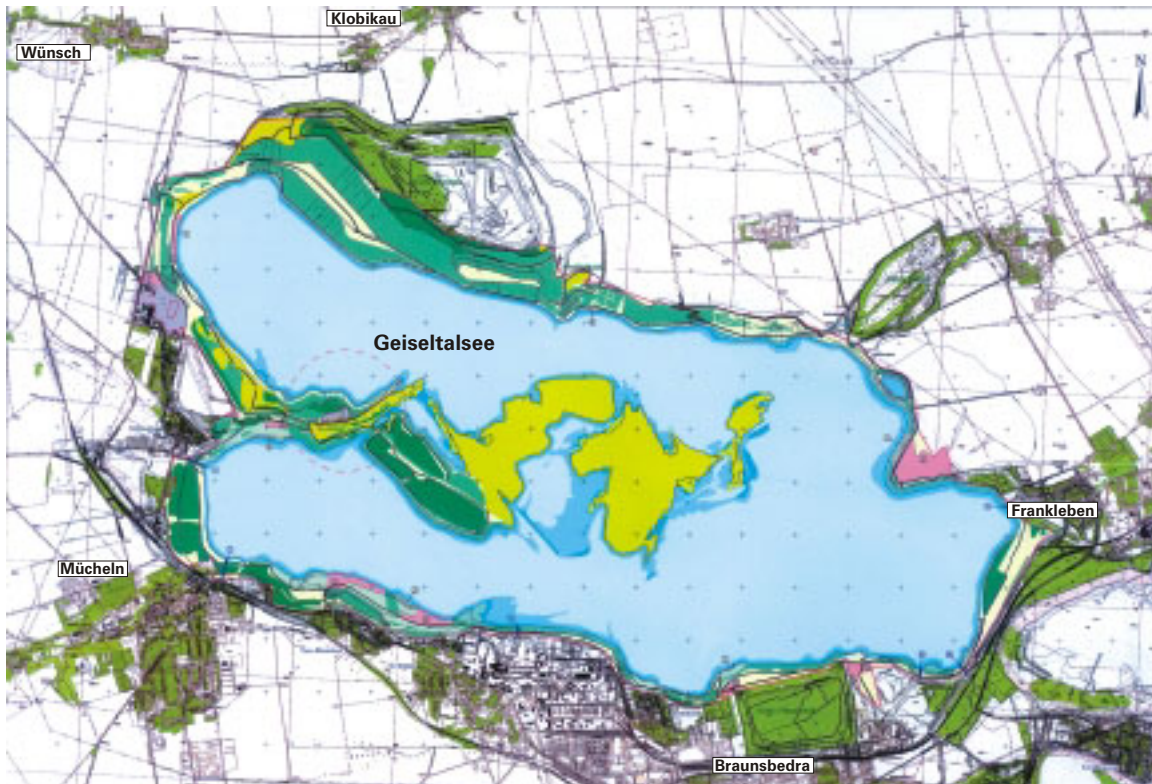 Klobikau
Wünsch
N
Geiseltalsee
Frankleben
Mücheln
Braunsbedra